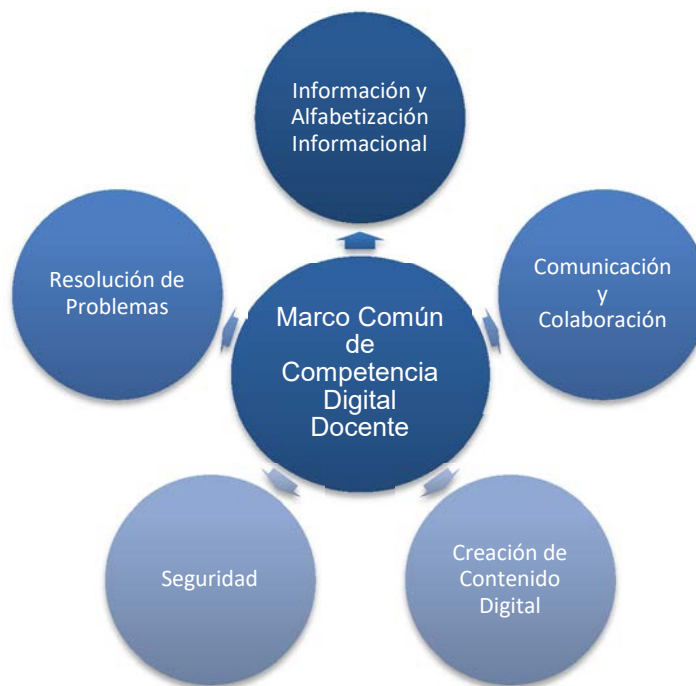 Información y
Alfabetización
Informacional
Comunicación
y
Colaboración
Resolución de
Problemas
Marco Común
de
Competencia
Digital
Docente
Creación de
Contenido
Digital
Seguridad